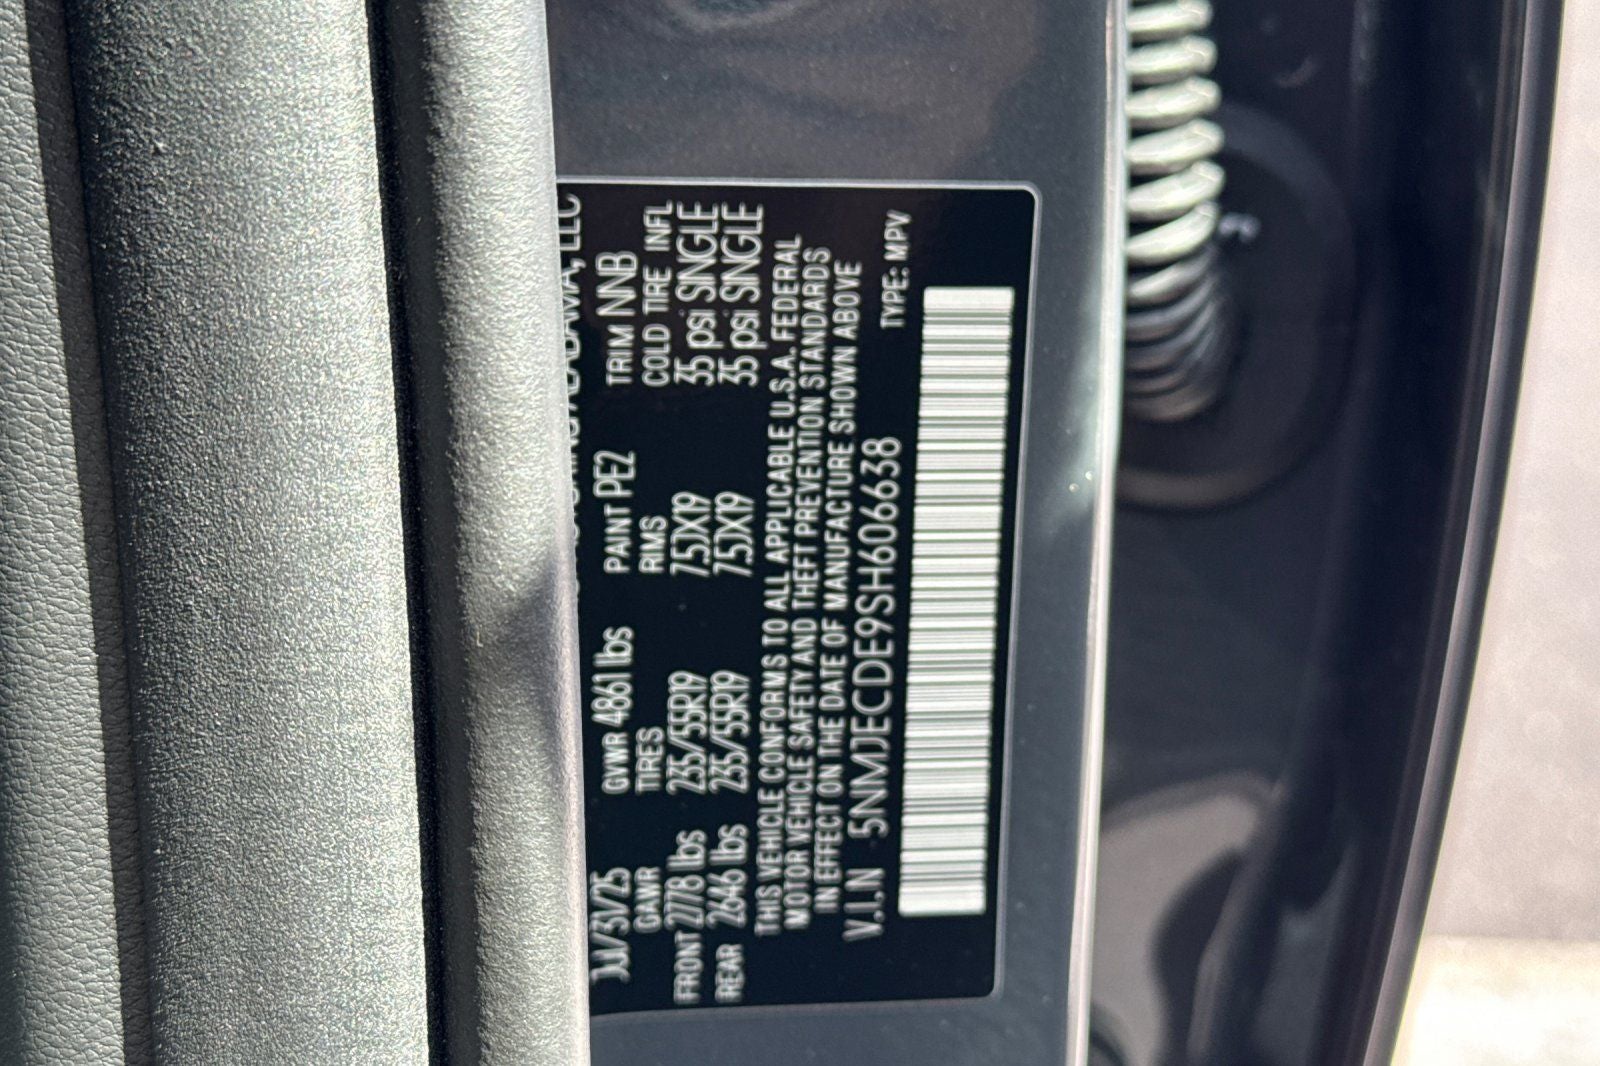 ALABAMA, LLC
Jul/31/25 GVWR 4861 lbs PAINT PE2 TRIM NNB
GAWR TIRES RIMS COLD TIRE INFL
FRONT 2778 lbs 235/55R19 7.5JX19 35 psi SINGLE
REAR 2646 lbs 235/55R19 7.5JX19 35 psi SINGLE
THIS VEHICLE CONFORMS TO ALL APPLICABLE U.S.A. FEDERAL
MOTOR VEHICLE SAFETY AND THEFT PREVENTION STANDARDS
IN EFFECT ON THE DATE OF MANUFACTURE SHOWN ABOVE
V.I.N 5NMJECDE9SH606638
TYPE: MPV